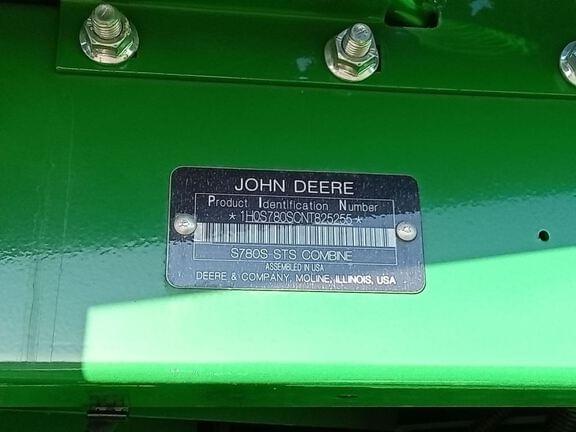 JOHN DEERE
Product Identification Number
* 1H0S780SCNT825255 *
S780S STS COMBINE
ASSEMBLED IN USA
DEERE & COMPANY, MOLINE, ILLINOIS, USA